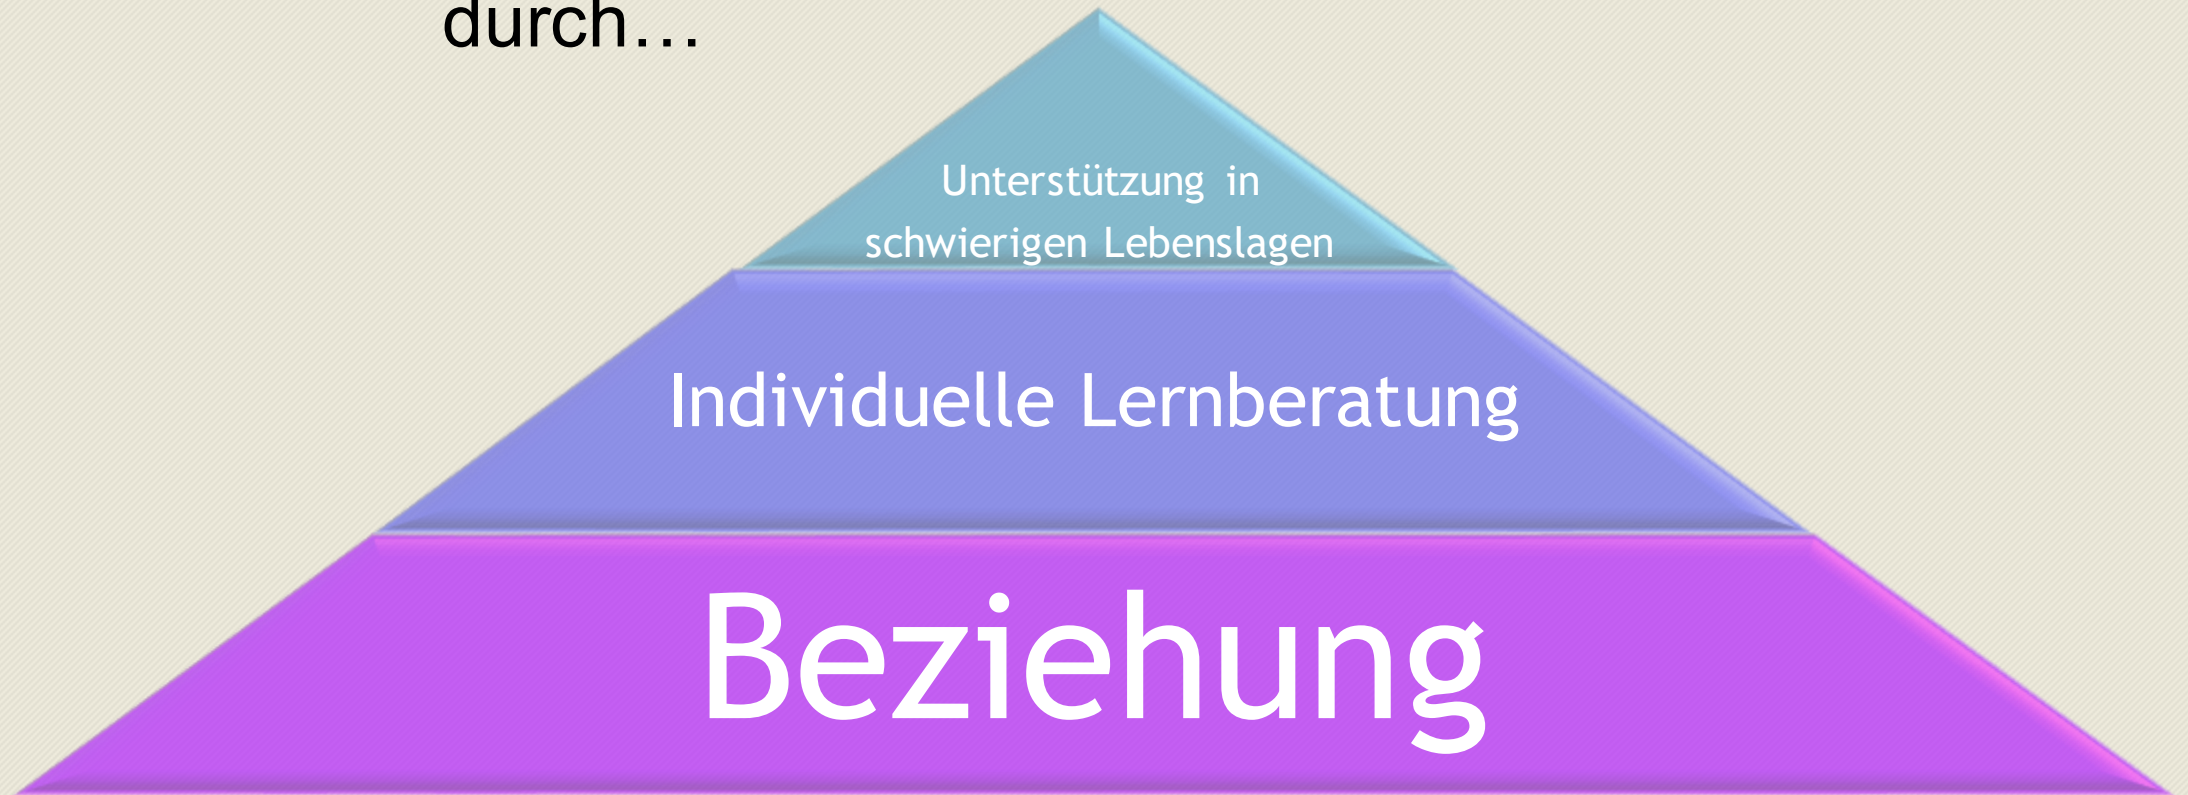 durch…
Unterstützung in
schwierigen Lebenslagen
Individuelle Lernberatung
Beziehung